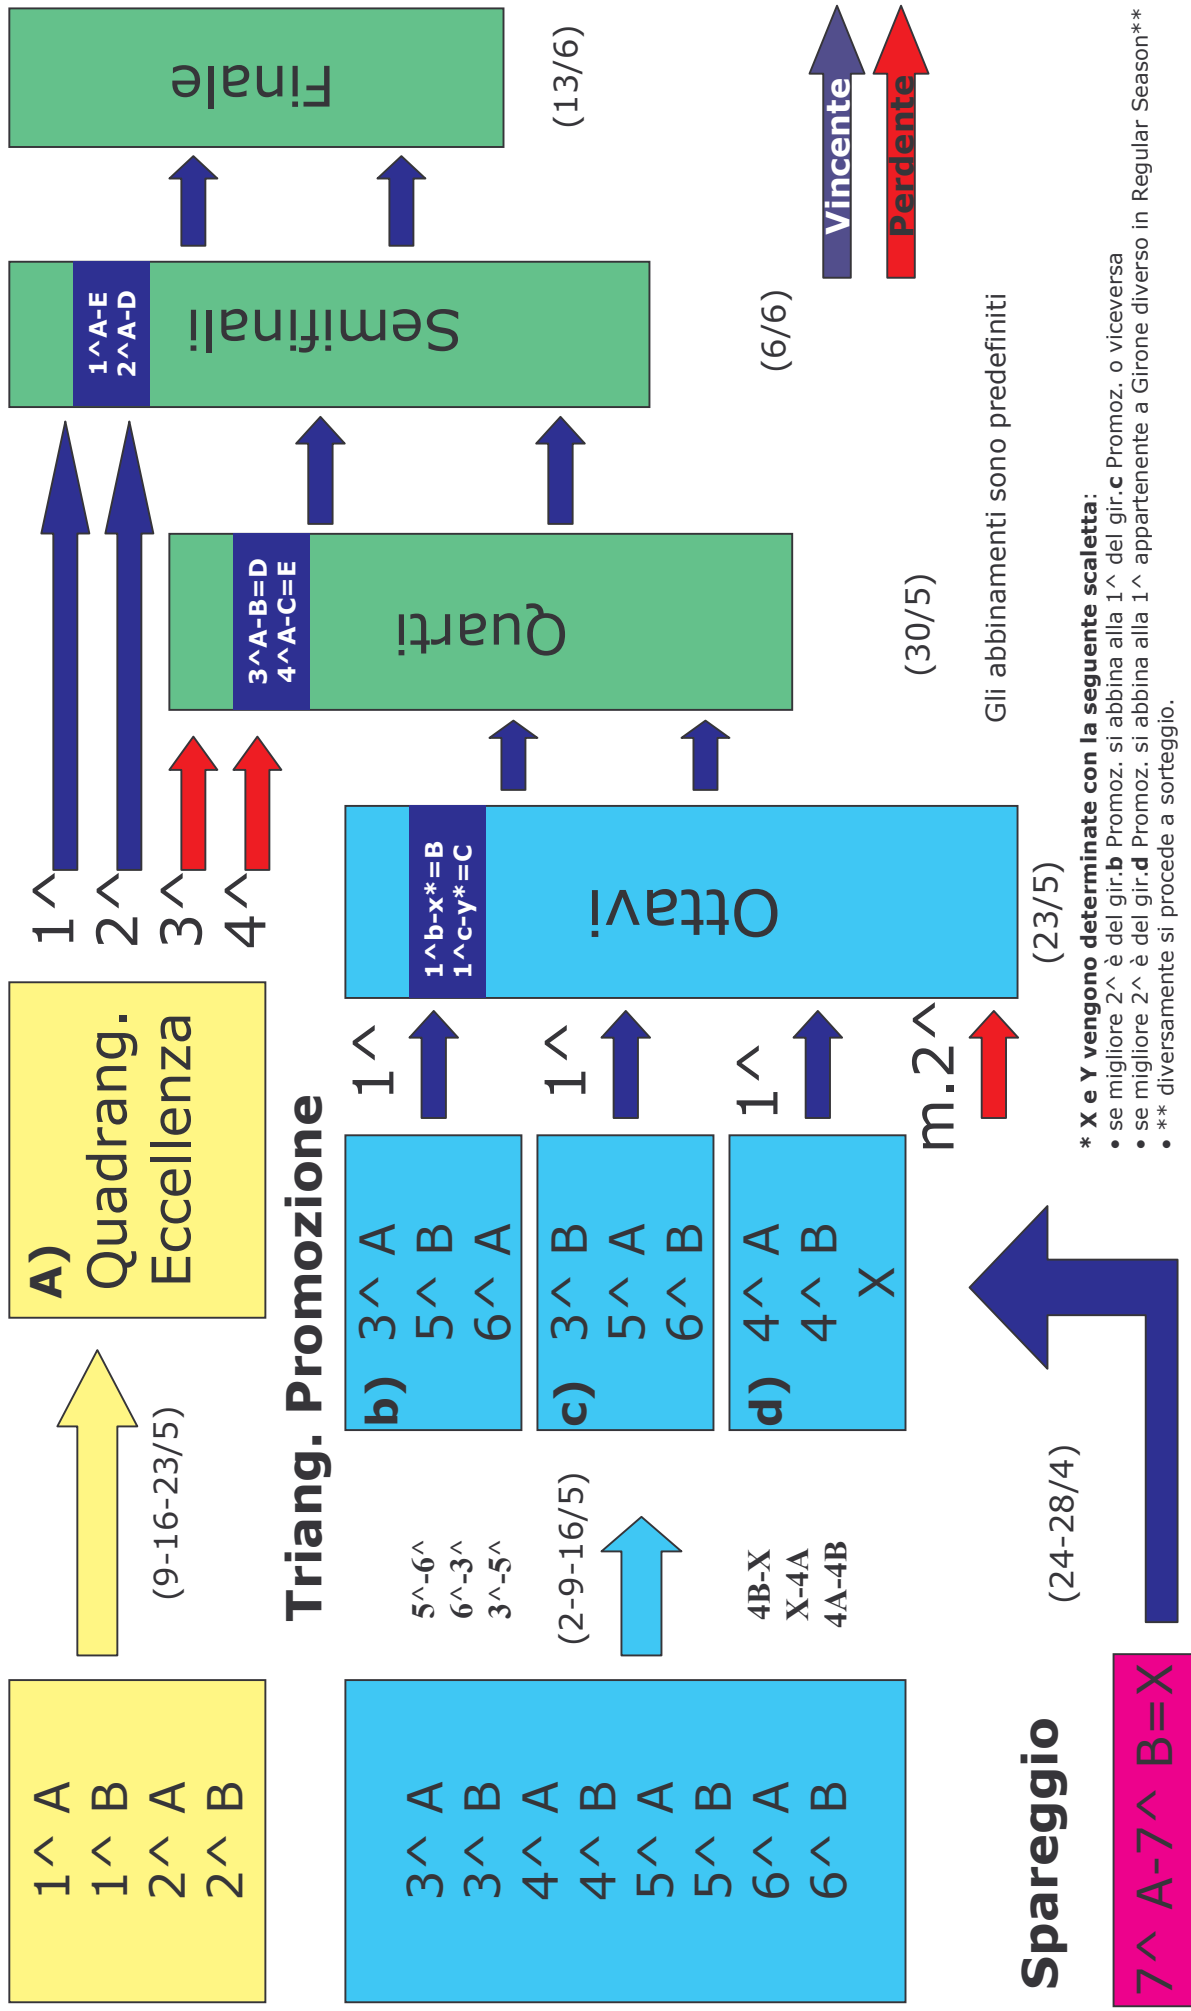 1^ A
1^ B
2^ A
2^ B
(9-16-23/5)
A)
Quadrang.
Eccellenza
1^
2^
3^
4^
1^A-E
2^A-D
Semifinali
(6/6)
Finale
(13/6)
Triang. Promozione
3^ A
3^ B
4^ A
4^ B
5^ A
5^ B
6^ A
6^ B
5^-6^
6^-3^
3^-5^
(2-9-16/5)
4B-X
X-4A
4A-4B
b) 3^ A
5^ B
6^ A
c) 3^ B
5^ A
6^ B
d) 4^ A
4^ B
X
1^
1^
1^
m.2^
1^b-x*=B
1^c-y*=C
Ottavi
(23/5)
3^A-B=D
4^A-C=E
Quarti
(30/5)
Vincente
Perdente
Gli abbinamenti sono predefiniti
Spareggio
7^ A-7^ B=X
(24-28/4)
* X e Y vengono determinate con la seguente scaletta:
• se migliore 2^ è del gir.b Promoz. si abbina alla 1^ del gir.c Promoz. o viceversa
• se migliore 2^ è del gir.d Promoz. si abbina alla 1^ appartenente a Girone diverso in Regular Season**
• ** diversamente si procede a sorteggio.